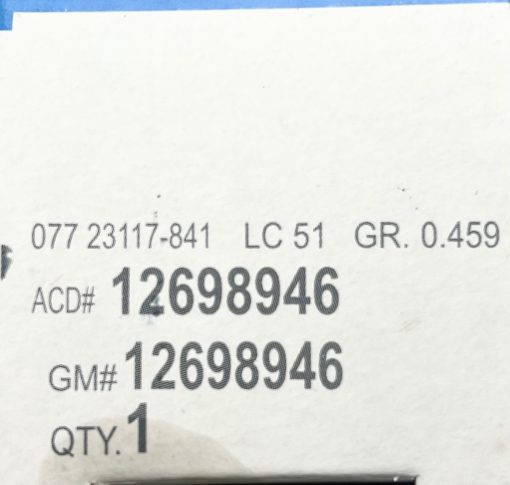 077 23117-841 LC 51 GR. 0.459
ACD# 12698946
GM# 12698946
QTY. 1